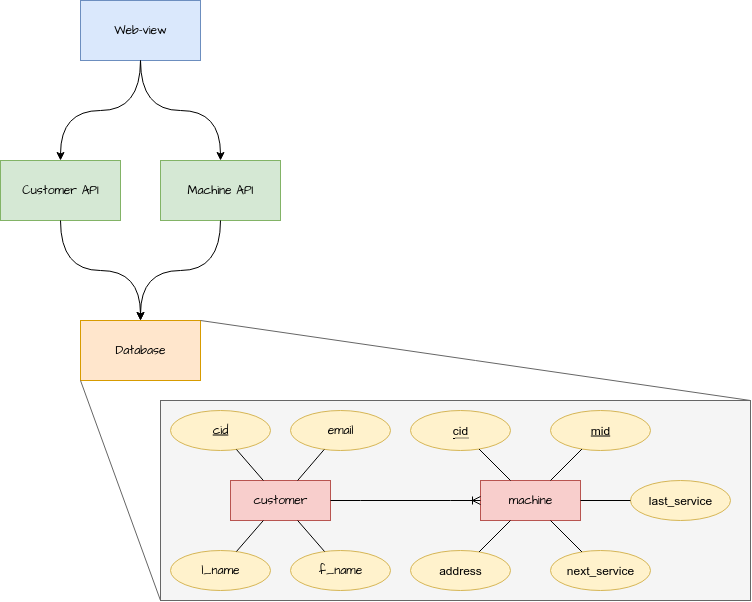 Web-view
Customer API
Machine API
Database
cid
email
cid
mid
customer
machine
last_service
l_name
f_name
address
next_service